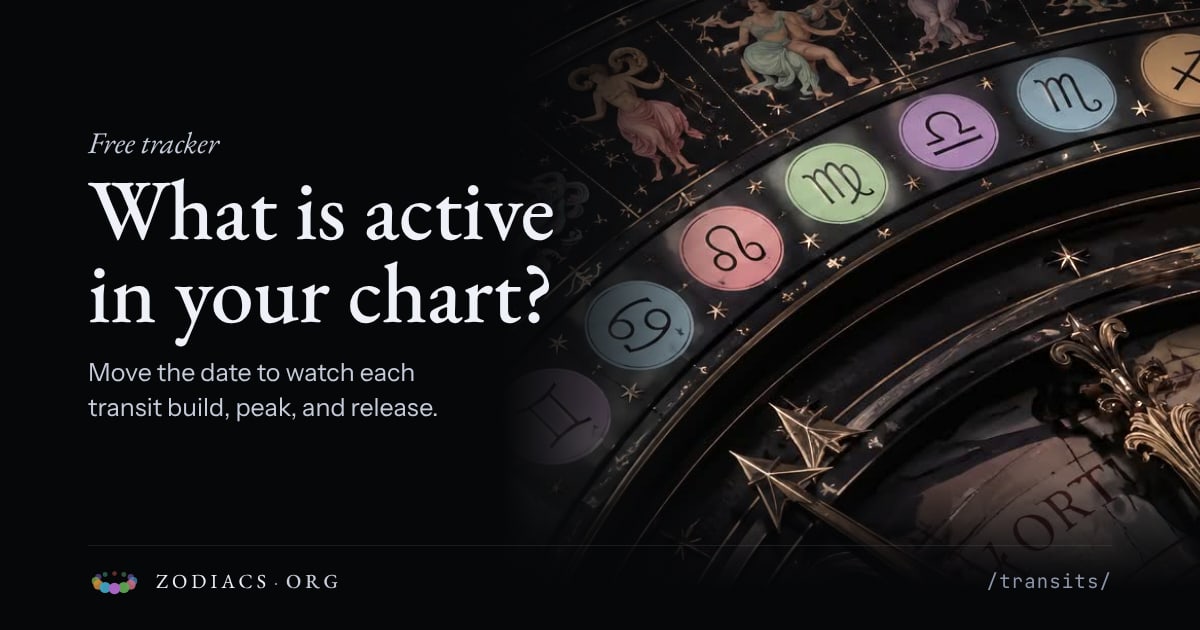 Free tracker
What is active
in your chart?
Move the date to watch each
transit build, peak, and release.
ZODIACS·ORG
/transits/